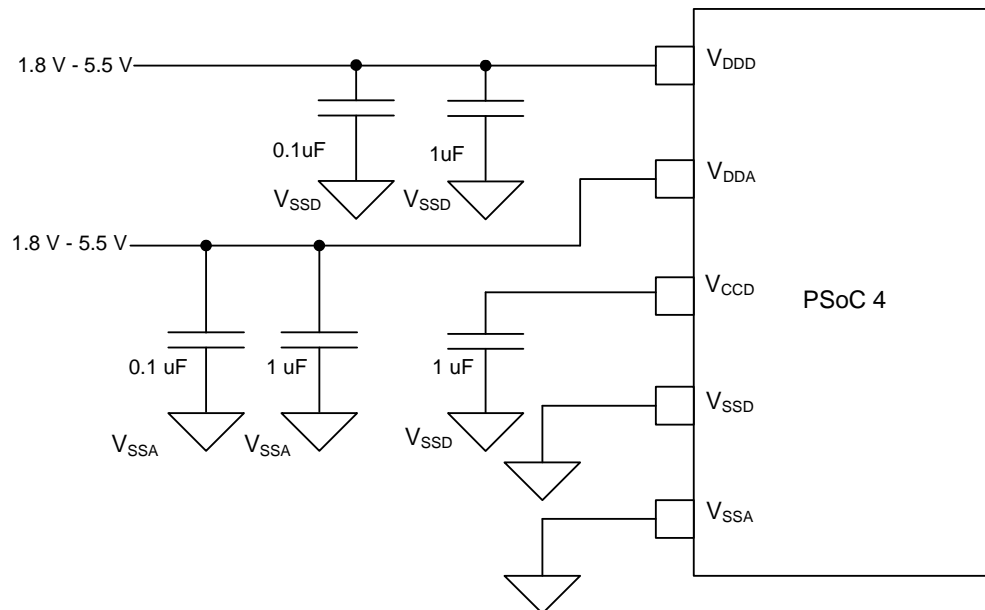 1.8 V - 5.5 V
VDDD
0.1uF
1uF
VSSD
VSSD
VDDA
1.8 V - 5.5 V
VCCD
PSoC 4
0.1 uF
1 uF
1 uF
VSSA
VSSA
VSSD
VSSD
VSSA